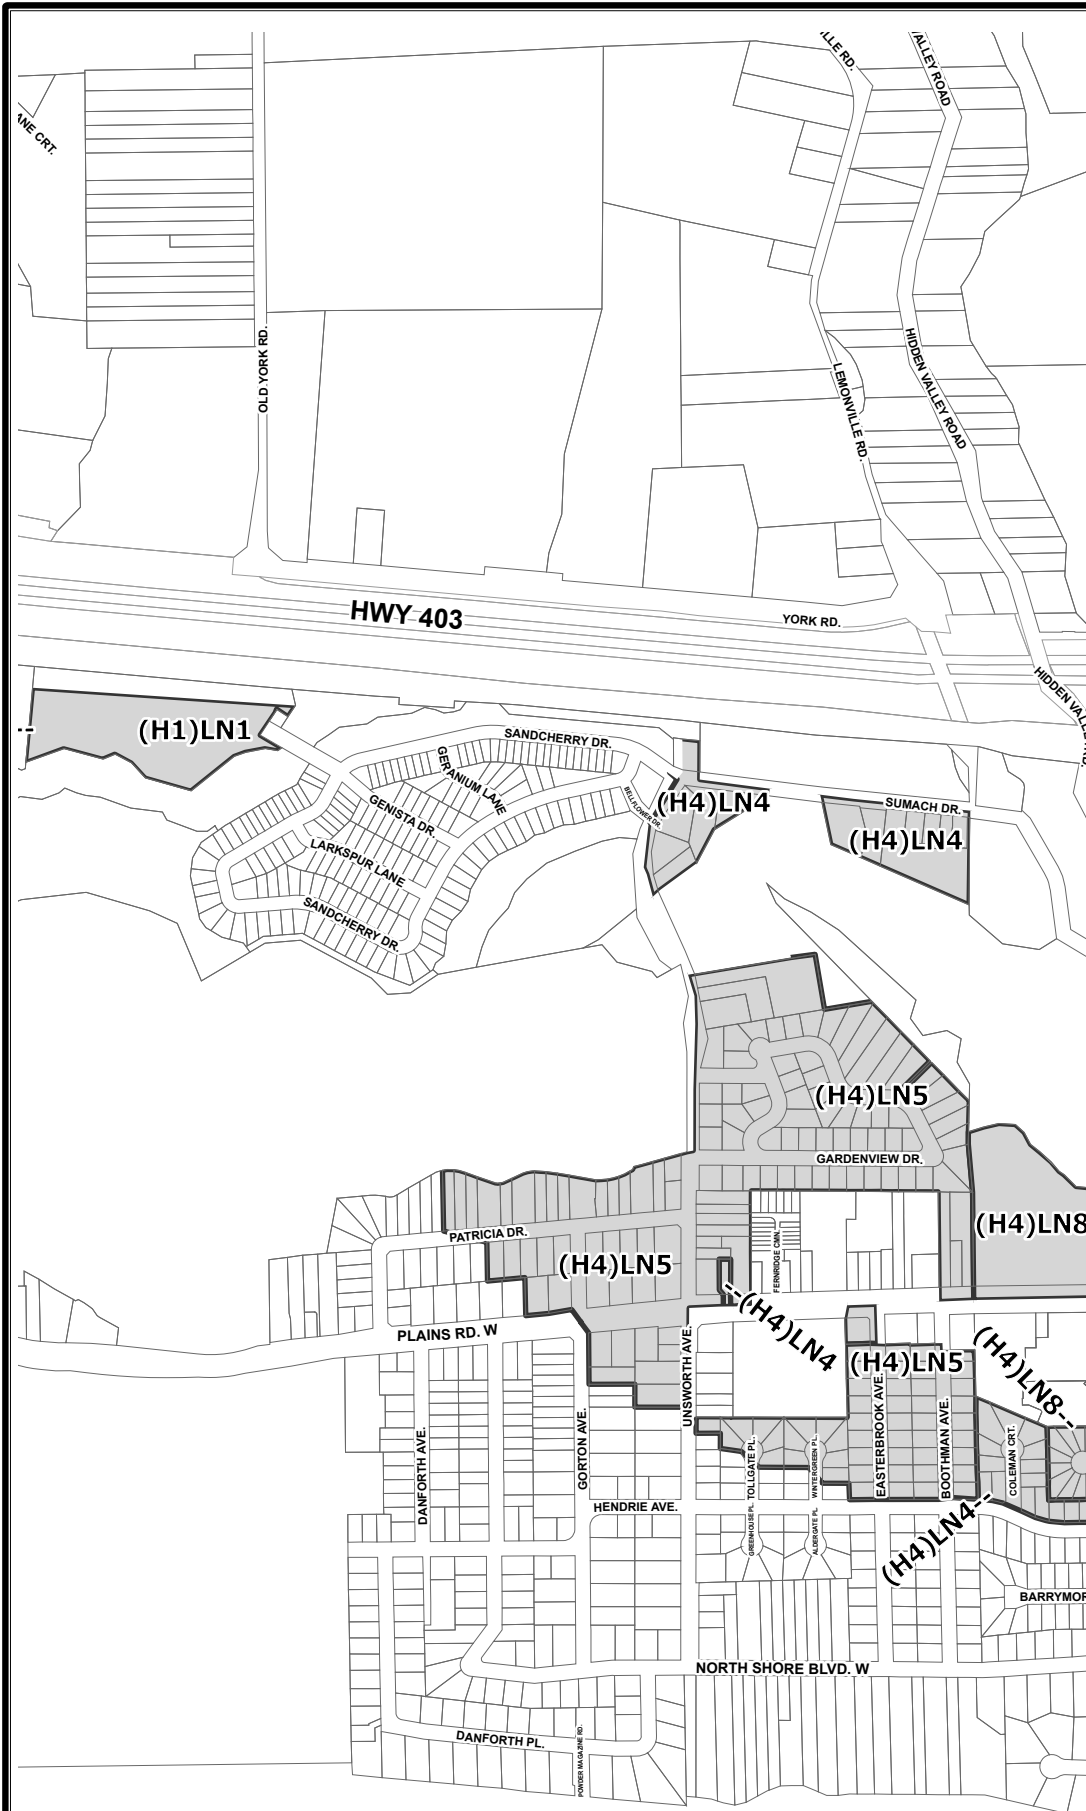 ILLE RD.
ALLEY ROAD
ANE CRT.
OLD YORK RD.
HIDDEN VALLEY ROAD
LEMONVILLE RD.
HWY 403
YORK RD.
HIDDEN VALLEY RD.
(H1)LN1
SANDCHERRY DR.
GERANIUM LANE
BELLFLOWER DR.
(H4)LN4
SUMACH DR.
GENISTA DR.
(H4)LN4
LARKSPUR LANE
SANDCHERRY DR.
(H4)LN5
GARDENVIEW DR.
(H4)LN8
PATRICIA DR.
FERNRIDGE CMN.
(H4)LN5
(H4)LN4
PLAINS RD. W
UNSWORTH AVE.
(H4)LN5
(H4)LN8
EASTERBROOK AVE.
BOOTHMAN AVE.
COLEMAN CRT.
DANFORTH AVE.
GORTON AVE.
TOLLGATE PL.
WINTERGREEN PL.
HENDRIE AVE.
GREENHOUSE PL.
ALDERGATE PL.
(H4)LN4
BARRYMOR
NORTH SHORE BLVD. W
DANFORTH PL.
POWDER MAGAZINE RD.